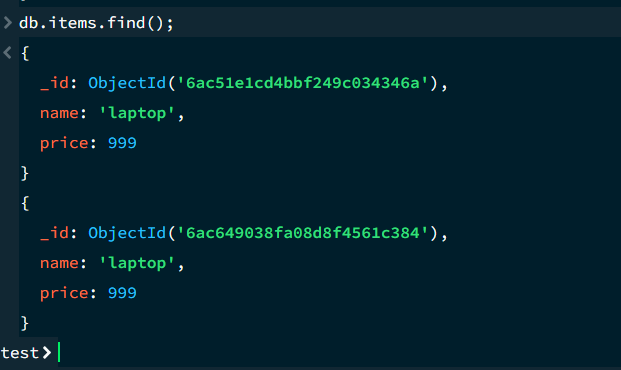 > db.items.find();
< {
_id: ObjectId('6ac51e1cd4bbf249c034346a'),
name: 'laptop',
price: 999
}
{
_id: ObjectId('6ac649038fa08d8f4561c384'),
name: 'laptop',
price: 999
}
test>